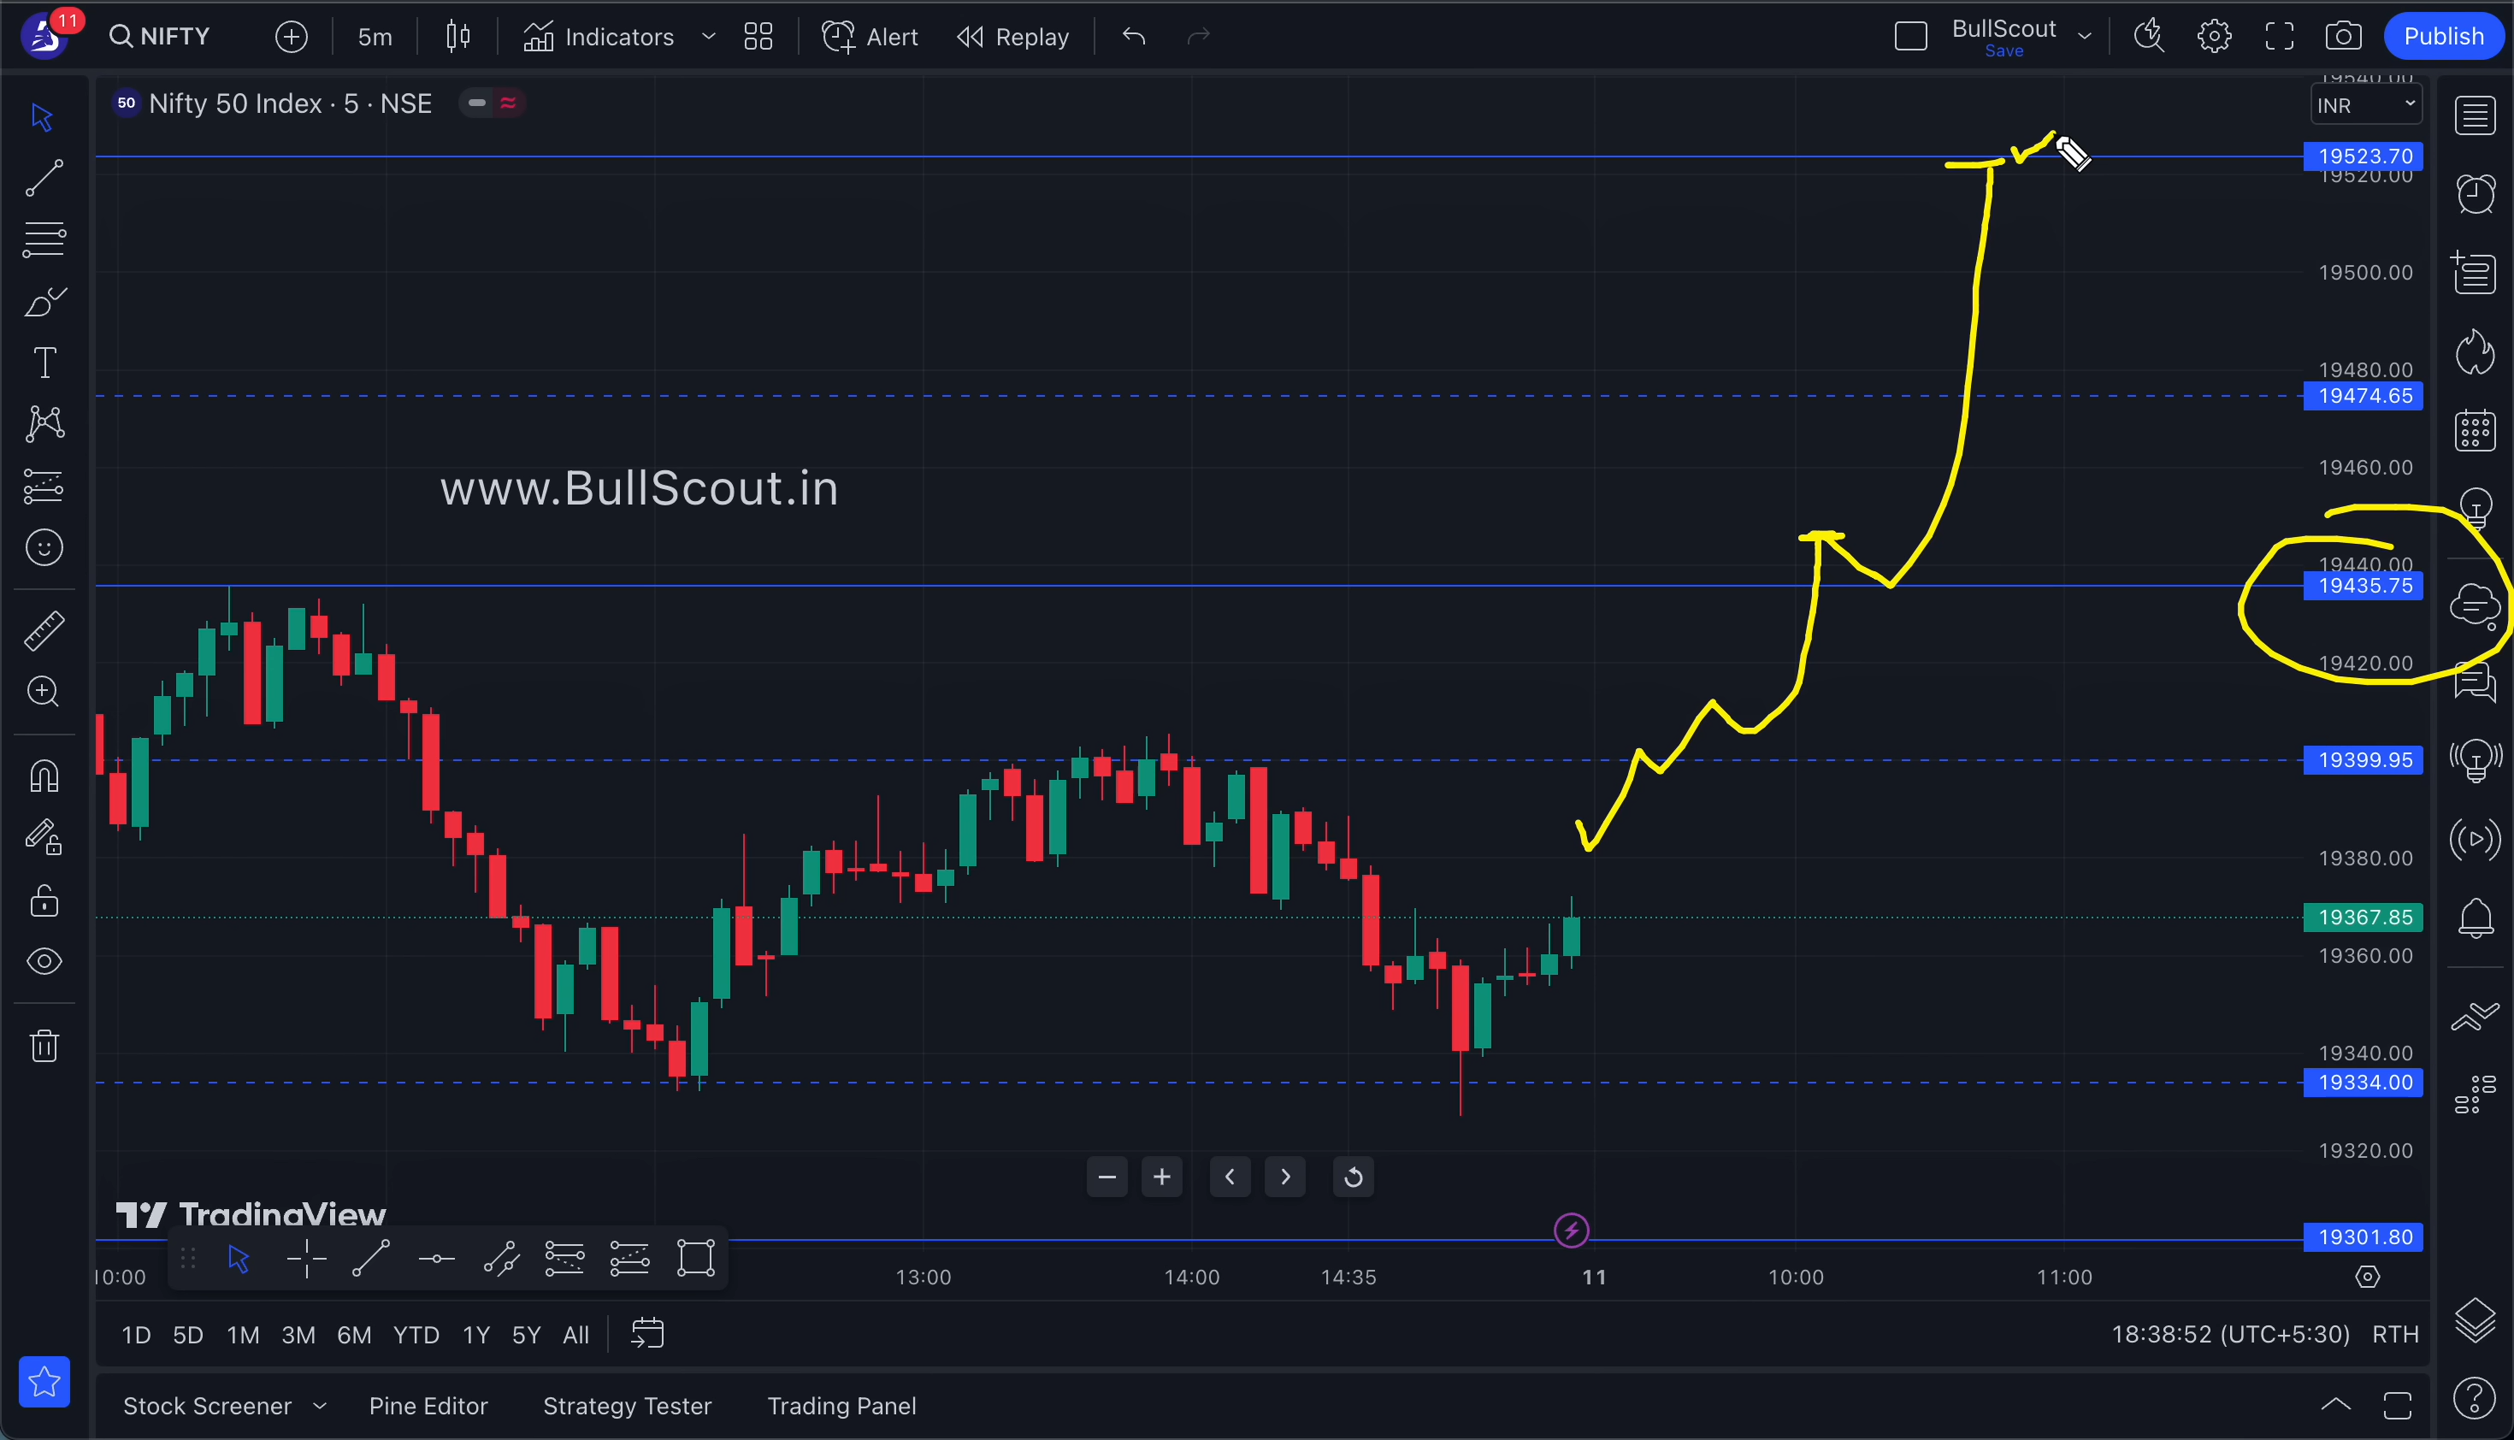 11
NIFTY
5m
Indicators
Alert
Replay
BullScout
Save
Publish
50
Nifty 50 Index · 5 · NSE
19540.00
INR
19523.70
19520.00
19500.00
19480.00
19474.65
19460.00
www.BullScout.in
19440.00
19435.75
19420.00
19399.95
19380.00
19367.85
19360.00
19340.00
19334.00
19320.00
TradingView
19301.80
10:00
13:00
14:00
14:35
11
10:00
11:00
1D 5D 1M 3M 6M YTD 1Y 5Y All
18:38:52 (UTC+5:30) RTH
Stock Screener
Pine Editor
Strategy Tester
Trading Panel